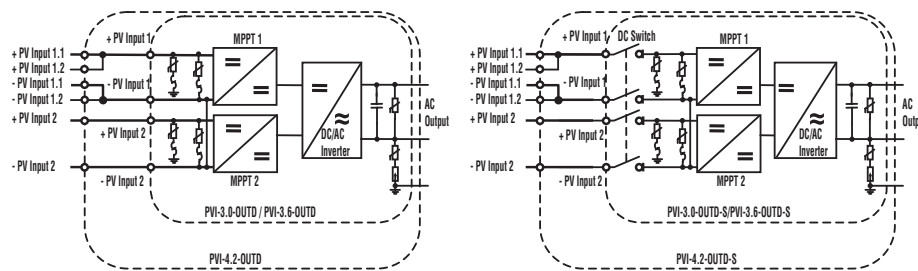 + PV Input 1
MPPT 1
+ PV Input 1.1
+ PV Input 1.2
- PV Input 1.1
- PV Input 1
- PV Input 1.2
+ PV Input 2
+ PV Input 2
DC/AC
Inverter
AC
Output
- PV Input 2
- PV Input 2
MPPT 2
PVI-3.0-OUTD / PVI-3.6-OUTD
PVI-4.2-OUTD
+ PV Input 1
DC Switch
MPPT 1
+ PV Input 1.1
+ PV Input 1.2
- PV Input 1.1
- PV Input 1
- PV Input 1.2
+ PV Input 2
+ PV Input 2
DC/AC
Inverter
AC
Outp
- PV Input 2
- PV Input 2
MPPT 2
PVI-3.0-OUTD-S/PVI-3.6-OUTD-S
PVI-4.2-OUTD-S